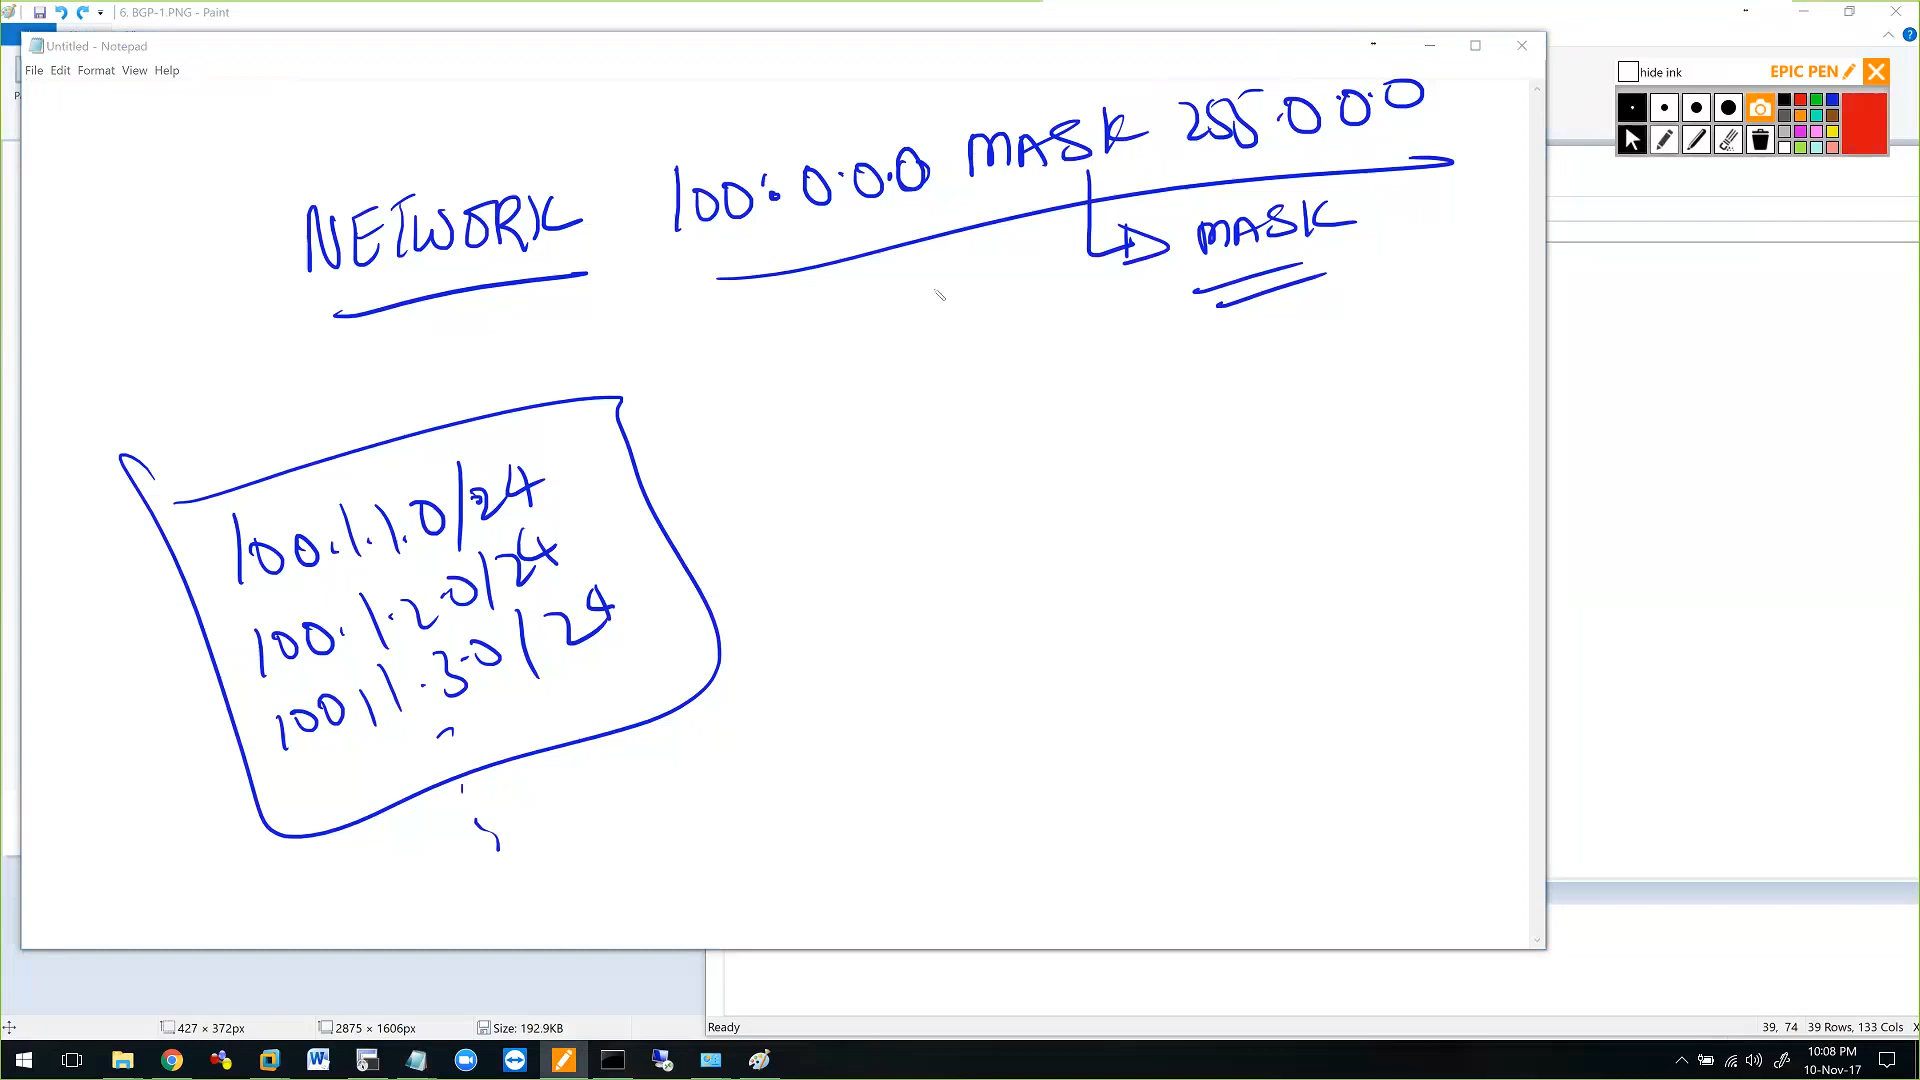 6. BGP-1.PNG - Paint
Untitled - Notepad
File Edit Format View Help
hide ink
EPIC PEN
NETWORK 100.0.0.0 MASK 255.0.0.0
MASK
100.1.1.0/24
100.1.2.0/24
100.1.3.0/24
427 × 372px
2875 × 1606px
Size: 192.9KB
Ready
39, 74
39 Rows, 133 Cols
10:08 PM
10-Nov-17